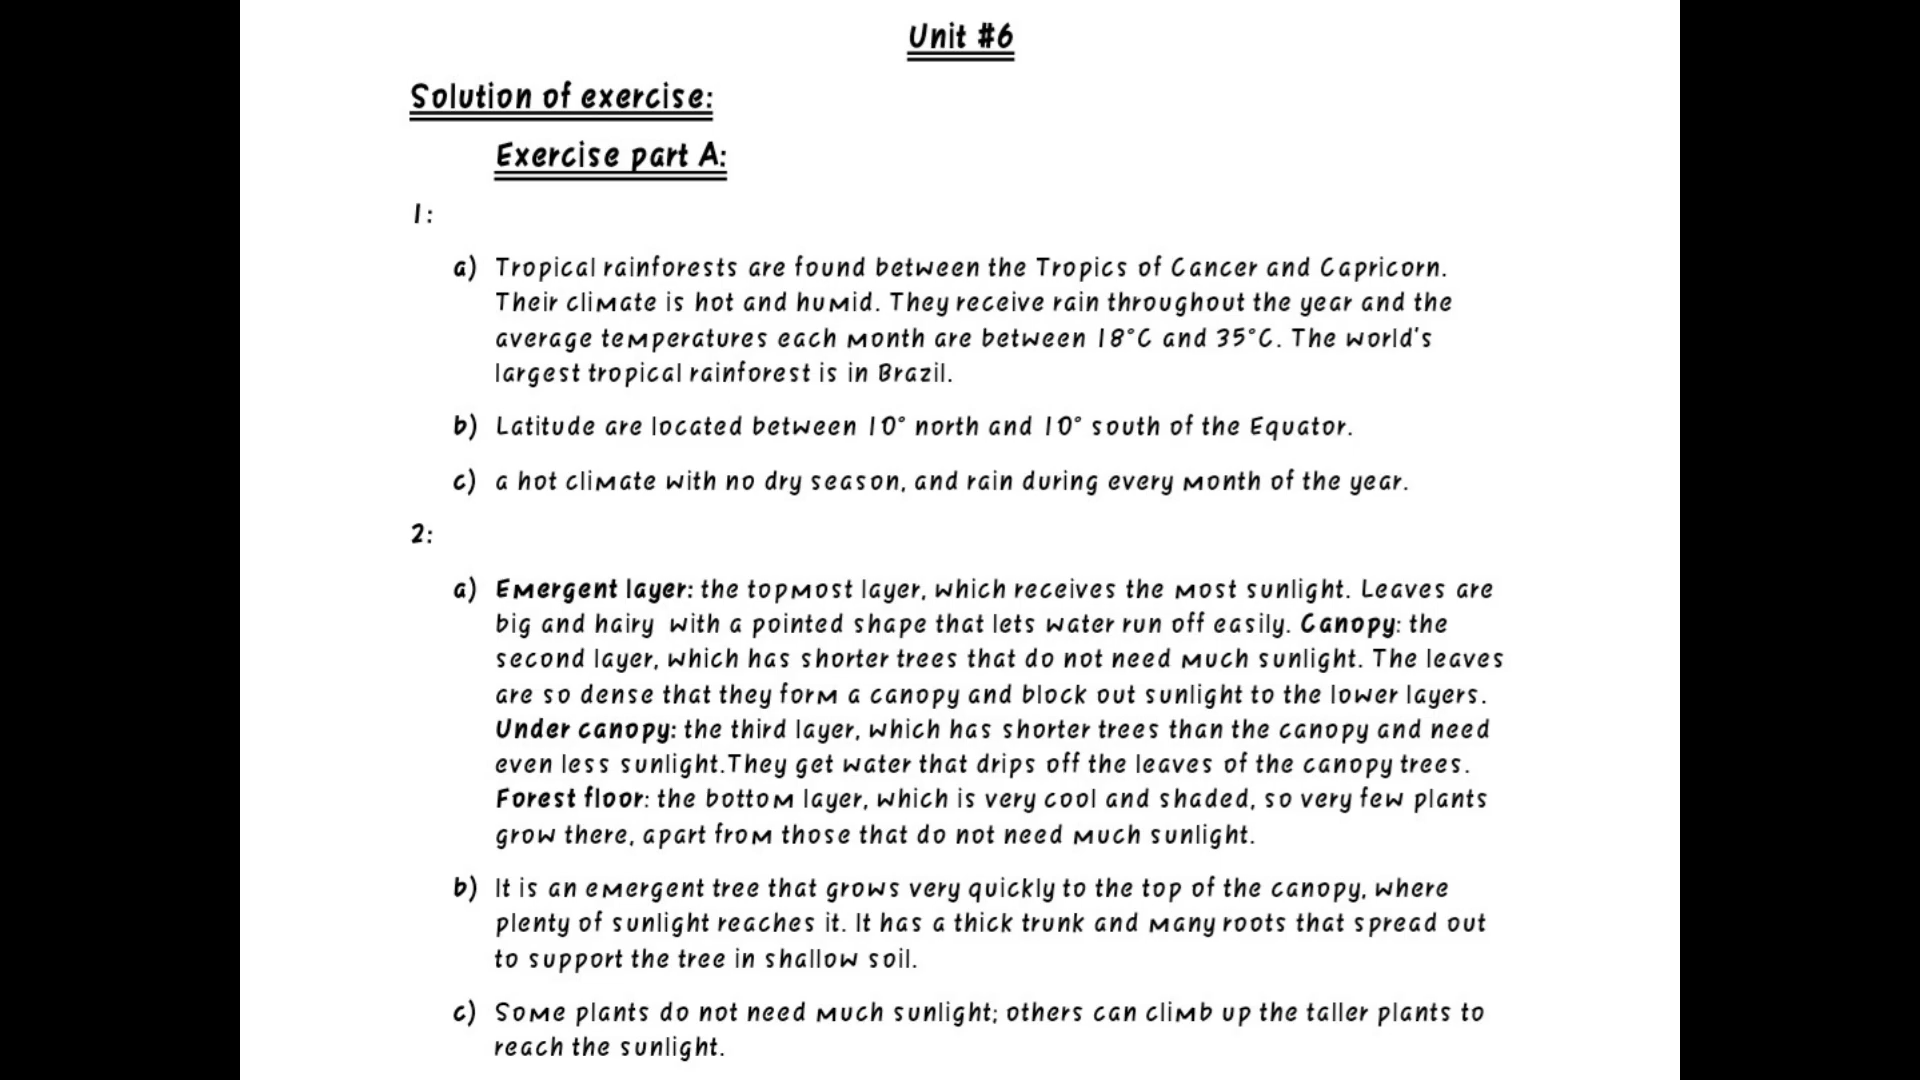 Unit #6
Solution of exercise:
Exercise part A:
1:
a) Tropical rainforests are found between the Tropics of Cancer and Capricorn.
Their climate is hot and humid. They receive rain throughout the year and the
average temperatures each month are between 18°C and 35°C. The world's
largest tropical rainforest is in Brazil.
b) Latitude are located between 10° north and 10° south of the Equator.
c) a hot climate with no dry season, and rain during every month of the year.
2:
a) Emergent layer: the topmost layer, which receives the most sunlight. Leaves are
big and hairy with a pointed shape that lets water run off easily. Canopy: the
second layer, which has shorter trees that do not need much sunlight. The leaves
are so dense that they form a canopy and block out sunlight to the lower layers.
Under canopy: the third layer, which has shorter trees than the canopy and need
even less sunlight.They get water that drips off the leaves of the canopy trees.
Forest floor: the bottom layer, which is very cool and shaded, so very few plants
grow there, apart from those that do not need much sunlight.
b) It is an emergent tree that grows very quickly to the top of the canopy, where
plenty of sunlight reaches it. It has a thick trunk and many roots that spread out
to support the tree in shallow soil.
c) Some plants do not need much sunlight; others can climb up the taller plants to
reach the sunlight.